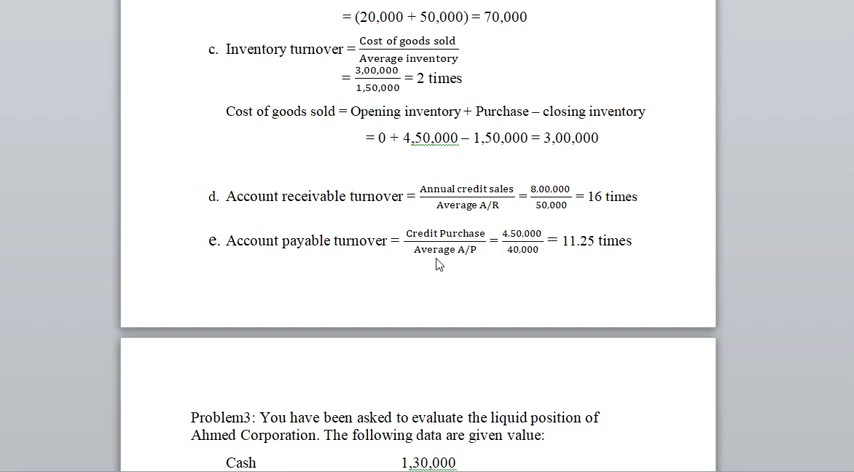 = (20,000 + 50,000) = 70,000
c. Inventory turnover = Cost of goods sold / Average inventory
= 3,00,000 / 1,50,000 = 2 times
Cost of goods sold = Opening inventory + Purchase – closing inventory
= 0 + 4,50,000 – 1,50,000 = 3,00,000
d. Account receivable turnover = Annual credit sales / Average A/R = 8.00.000 / 50.000 = 16 times
e. Account payable turnover = Credit Purchase / Average A/P = 4.50.000 / 40,000 = 11.25 times
Problem3: You have been asked to evaluate the liquid position of
Ahmed Corporation. The following data are given value:
Cash 1,30,000